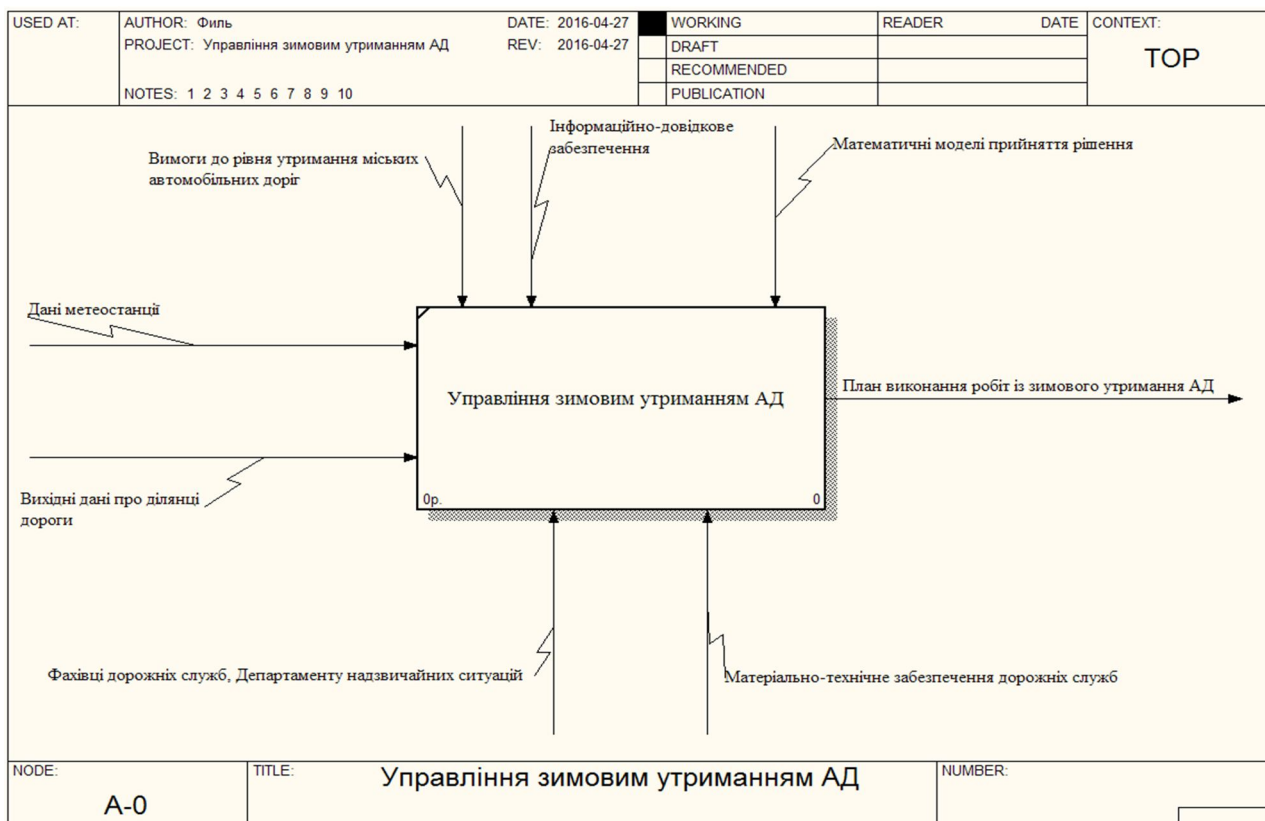 USED AT:
AUTHOR: Филь
DATE: 2016-04-27
WORKING
READER
DATE
CONTEXT:
PROJECT: Управління зимовим утриманням АД
REV: 2016-04-27
DRAFT
TOP
RECOMMENDED
NOTES: 1 2 3 4 5 6 7 8 9 10
PUBLICATION
Вимоги до рівня утримання міських
автомобільних доріг
Інформаційно-довідкове
забезпечення
Математичні моделі прийняття рішення
Дані метеостанції
Управління зимовим утриманням АД
План виконання робіт із зимового утримання АД
Вихідні дані про ділянці
дороги
0р.
0
Фахівці дорожніх служб, Департаменту надзвичайних ситуацій
Матеріально-технічне забезпечення дорожніх служб
NODE:
A-0
TITLE:
Управління зимовим утриманням АД
NUMBER: